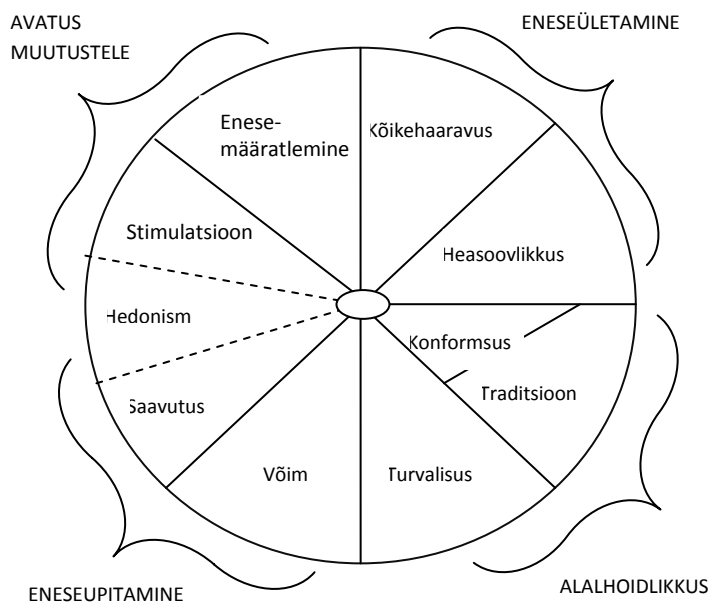 AVATUS
MUUTUSTELE
ENESEÜLETAMINE
Enese-
määratlemine
Kõikehaaravus
Stimulatsioon
Heasoovlikkus
Hedonism
Konformsus
Saavutus
Traditsioon
Võim
Turvalisus
ENESEUPITAMINE
ALALHOIDLIKKUS